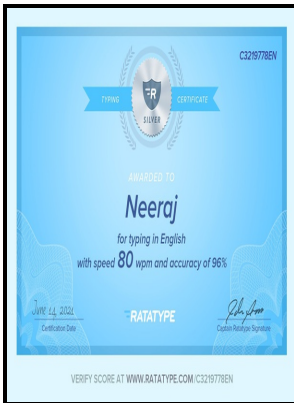 C3219778EN
TYPING CERTIFICATE
R
SILVER
AWARDED TO
Neeraj
for typing in English
with speed 80 wpm and accuracy of 96%
June 14, 2021
Certification Date
RATATYPE
Captain Ratatype Signature
VERIFY SCORE AT WWW.RATATYPE.COM/C3219778EN